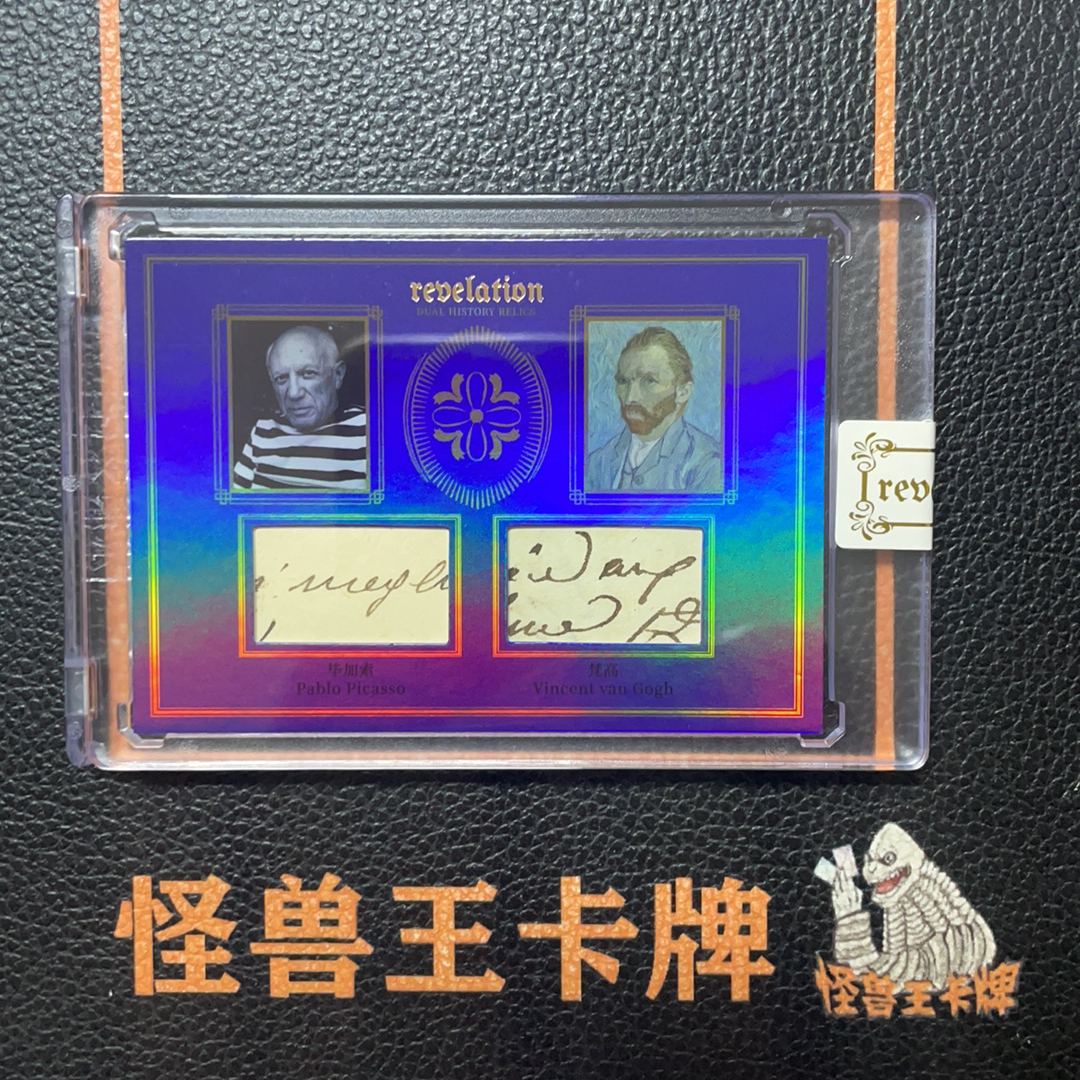 revelation
DUAL HISTORY RELICS
rev
毕加索
Pablo Picasso
梵高
Vincent van Gogh
怪兽王卡牌
怪兽王卡牌